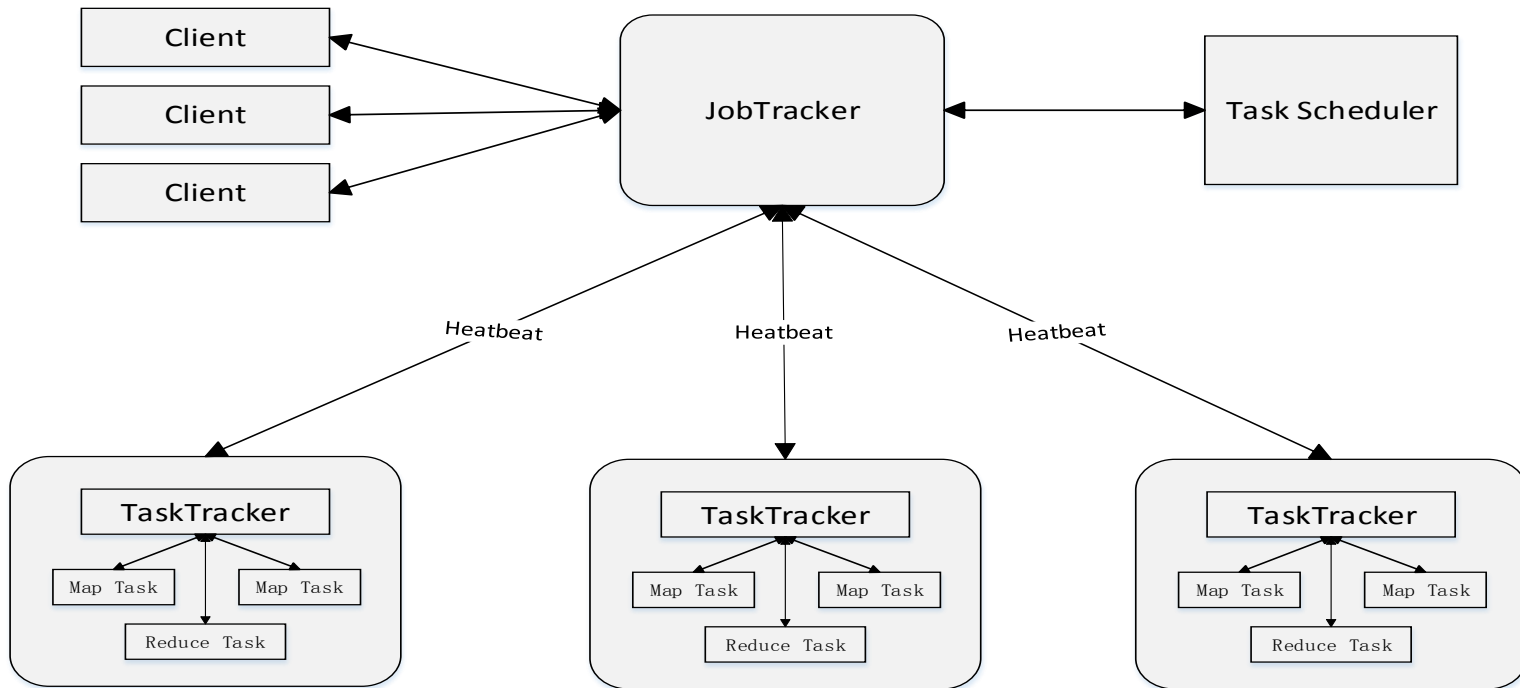 Client
Client
Client
JobTracker
Task Scheduler
Heatbeat
Heatbeat
Heatbeat
TaskTracker
Map Task
Map Task
Reduce Task
TaskTracker
Map Task
Map Task
Reduce Task
TaskTracker
Map Task
Map Task
Reduce Task